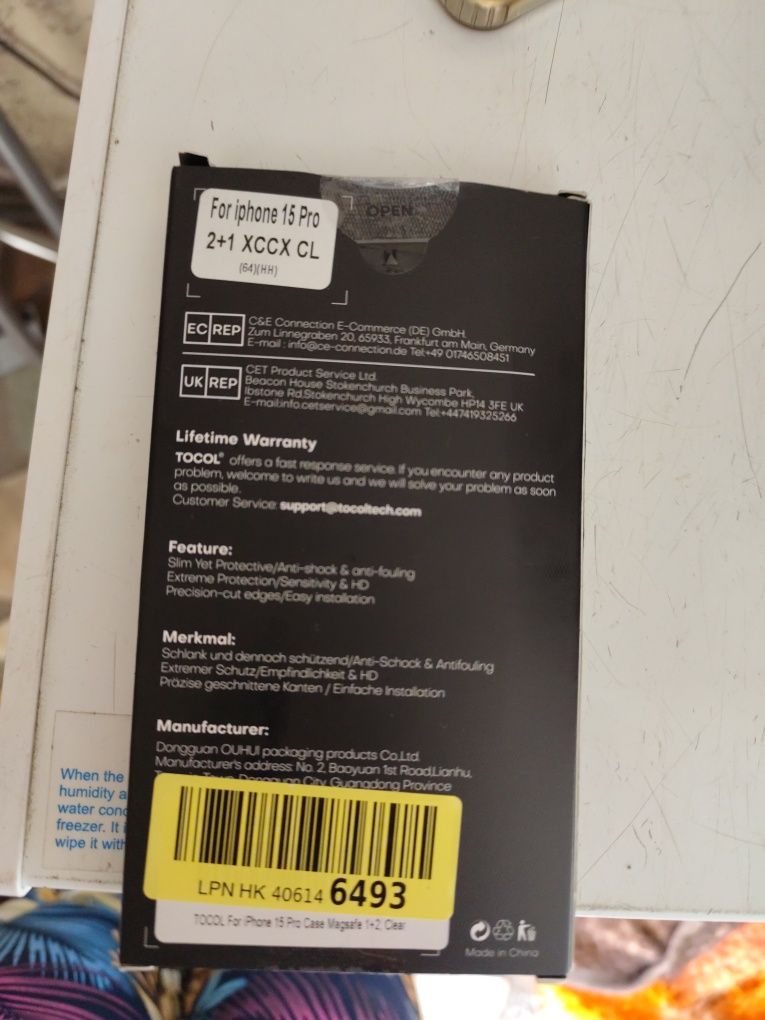 OPEN
For iphone 15 Pro
2+1 XCCX CL
(64)(HH)
EC REP
C&E Connection E-Commerce (DE) GmbH.
Zum Linnegraben 20, 65933, Frankfurt am Main, Germany
E-mail : info@ce-connection.de Tel:+49 01746508451
UK REP
CET Product Service Ltd.
Beacon House Stokenchurch Business Park,
Ibstone Rd,Stokenchurch High Wycombe HP14 3FE UK
E-mail:info.cetservice@gmail.com Tel:+447419325266
Lifetime Warranty
TOCOL® offers a fast response service. If you encounter any product
problem, welcome to write us and we will solve your problem as soon
as possible.
Customer Service: support@tocoltech.com
Feature:
Slim Yet Protective/Anti-shock & anti-fouling
Extreme Protection/Sensitivity & HD
Precision-cut edges/Easy installation
Merkmal:
Schlank und dennoch schützend/Anti-Schock & Antifouling
Extremer Schutz/Empfindlichkeit & HD
Präzise geschnittene Kanten / Einfache Installation
Manufacturer:
Dongguan OUHUI packaging products Co.,Ltd.
Manufacturer's address: No. 2, Baoyuan 1st Road,Lianhu,
Town, Dongguan City, Guangdong Province
LPN HK 40614 6493
TOCOL For iPhone 15 Pro Case Magsafe 1+2, Clear
Made in China
When the
humidity a
water cond
freezer. It i
wipe it with